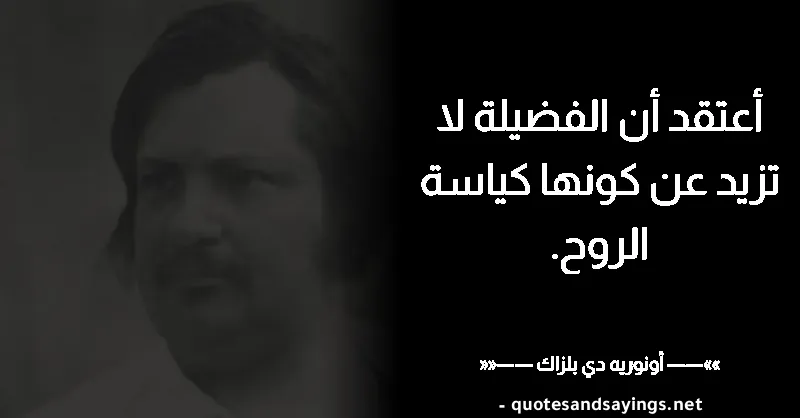 أعتقد أن الفضيلة لا
تزيد عن كونها كياسة
الروح.
»»—— أونوريه دي بلزاك ——««
- quotesandsayings.net